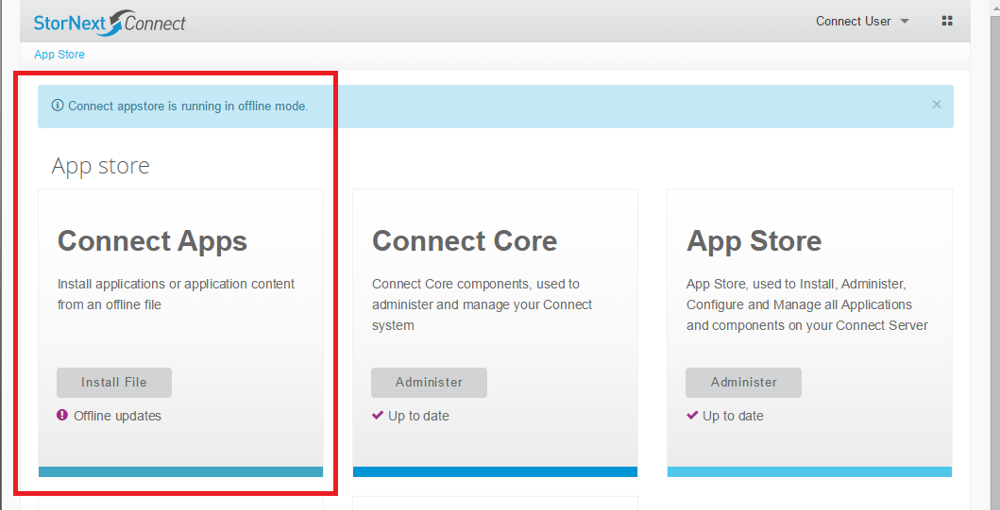 StorNext Connect
Connect User
App Store
Connect appstore is running in offline mode.
×
App store
Connect Apps
Install applications or application content
from an offline file
Install File
Offline updates
Connect Core
Connect Core components, used to
administer and manage your Connect
system
Administer
Up to date
App Store
App Store, used to Install, Administer,
Configure and Manage all Applications
and components on your Connect Server
Administer
Up to date